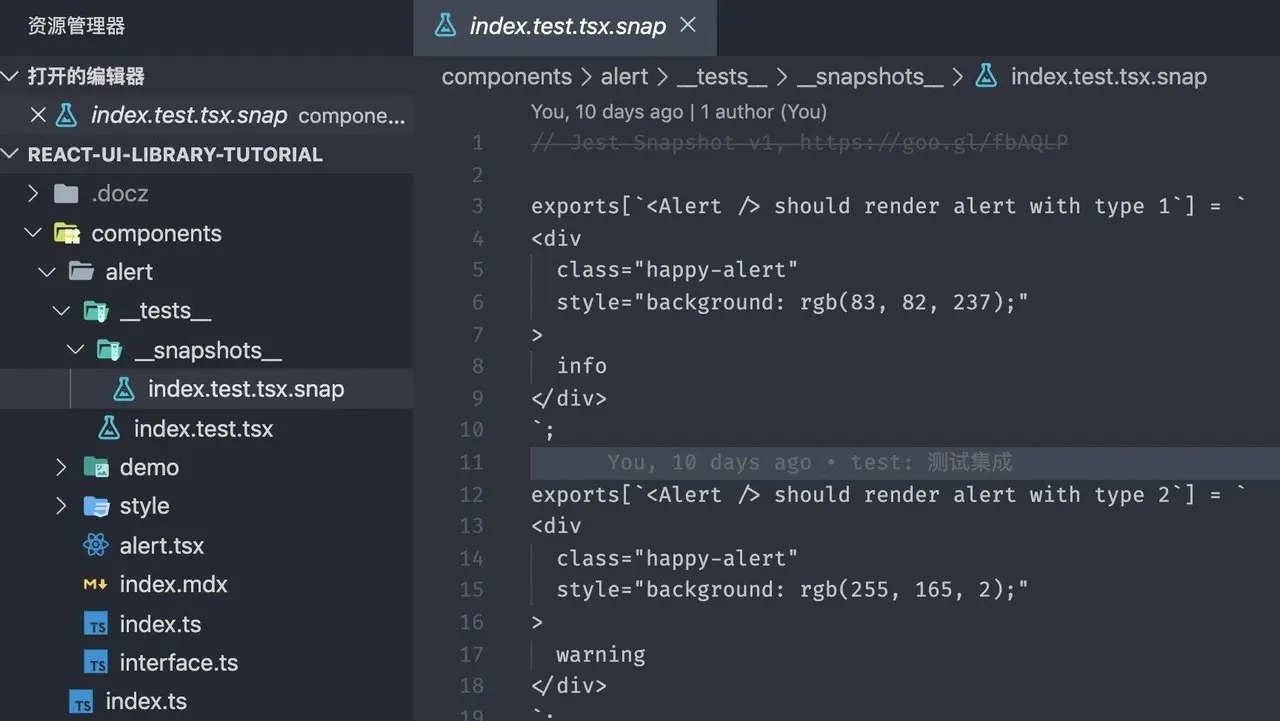 资源管理器
打开的编辑器
index.test.tsx.snap compone...
REACT-UI-LIBRARY-TUTORIAL
.docz
components
alert
__tests__
__snapshots__
index.test.tsx.snap
index.test.tsx
demo
style
alert.tsx
index.mdx
TS index.ts
TS interface.ts
TS index.ts
index.test.tsx.snap
components > alert > __tests__ > __snapshots__ > index.test.tsx.snap
You, 10 days ago | 1 author (You)
1 // Jest Snapshot v1, https://goo.gl/fbAQLP
2
3 exports[`<Alert /> should render alert with type 1`] = `
4 <div
5 class="happy-alert"
6 style="background: rgb(83, 82, 237);"
7 >
8 info
9 </div>
10 `;
11 You, 10 days ago • test: 测试集成
12 exports[`<Alert /> should render alert with type 2`] = `
13 <div
14 class="happy-alert"
15 style="background: rgb(255, 165, 2);"
16 >
17 warning
18 </div>
19 `;